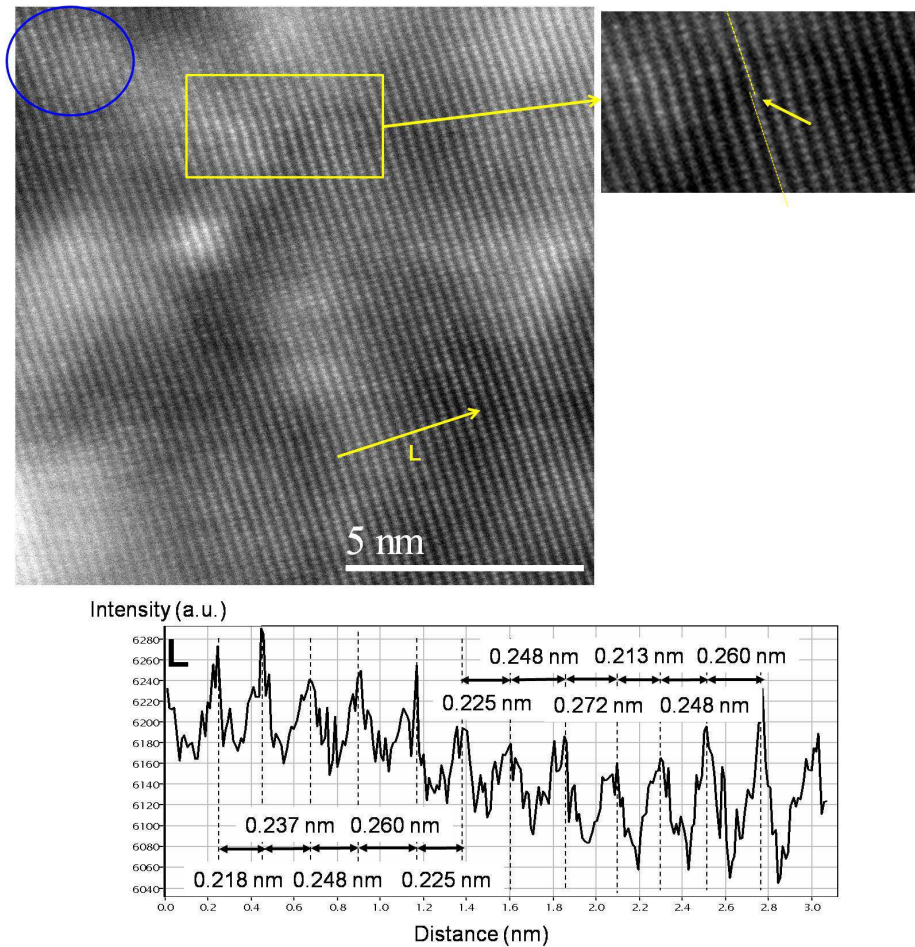 L
5 nm
Intensity (a.u.)
L
6280
6260
6240
6220
6200
6180
6160
6140
6120
6100
6080
6060
6040
0.248 nm 0.213 nm 0.260 nm
0.225 nm 0.272 nm 0.248 nm
0.237 nm 0.260 nm
0.218 nm 0.248 nm 0.225 nm
0.0 0.2 0.4 0.6 0.8 1.0 1.2 1.4 1.6 1.8 2.0 2.2 2.4 2.6 2.8 3.0
Distance (nm)